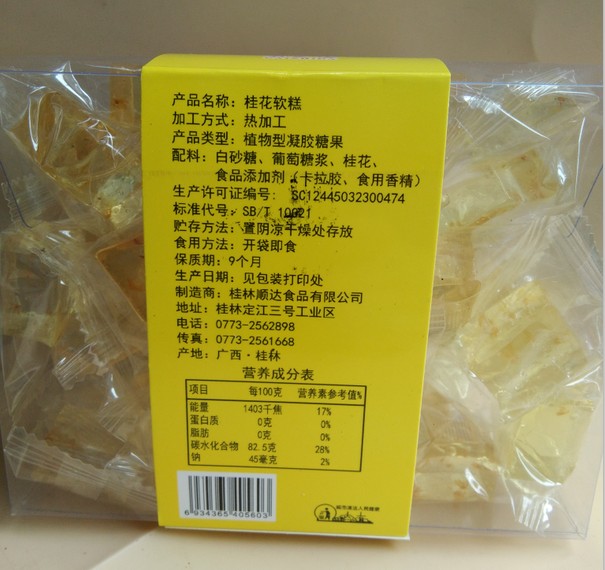 产品名称：桂花软糕
加工方式：热加工
产品类型：植物型凝胶糖果
配料：白砂糖、葡萄糖浆、桂花、
食品添加剂（卡拉胶、食用香精）
生产许可证编号：SC12445032300474
标准代号：SB/T 10021
贮存方法：置阴凉干燥处存放
食用方法：开袋即食
保质期：9个月
生产日期：见包装打印处
制造商：桂林顺达食品有限公司
地址：桂林定江三号工业区
电话：0773-2562898
传真：0773-2561668
产地：广西·桂林
营养成分表
项目 每100克 营养素参考值%
能量 1403千焦 17%
蛋白质 0克 0%
脂肪 0克 0%
碳水化合物 82.5克 28%
钠 45毫克 2%
6934365405603